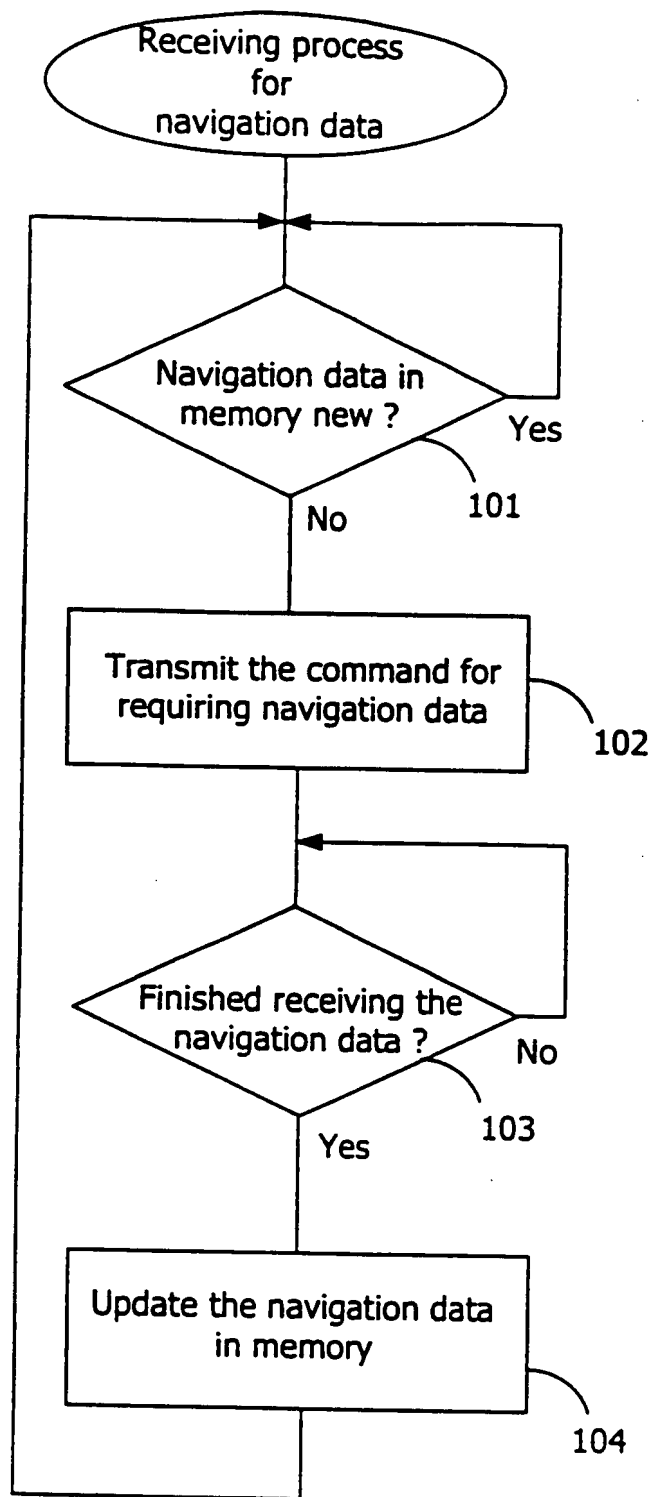 Receiving process
for
navigation data
Navigation data in
memory new ?
Yes
101
No
Transmit the command for
requiring navigation data
102
Finished receiving the
navigation data ?
No
103
Yes
Update the navigation data
in memory
104